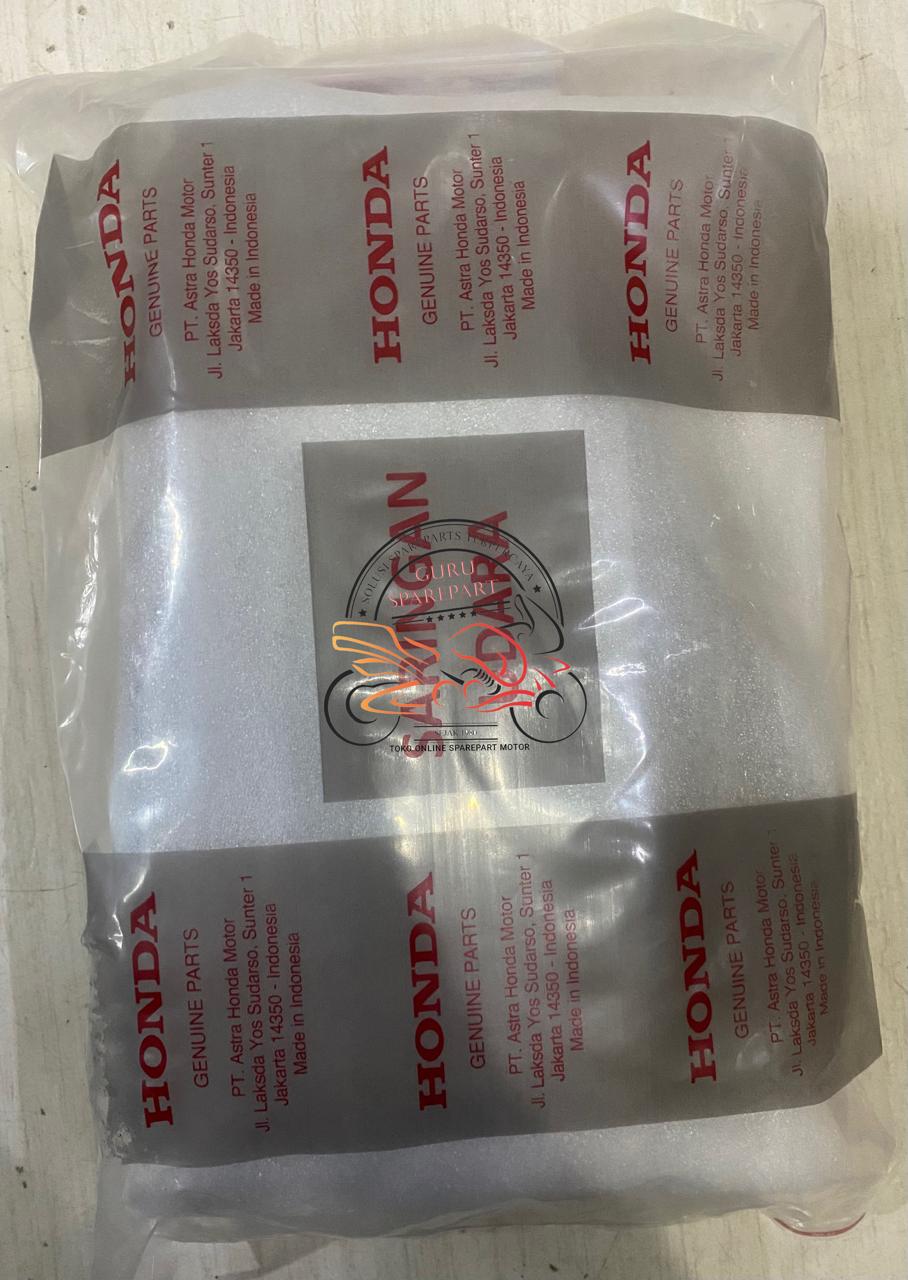 HONDA
GENUINE PARTS
PT. Astra Honda Motor
Jl. Laksda Yos Sudarso, Sunter 1
Jakarta 14350 - Indonesia
Made in Indonesia
HONDA
GENUINE PARTS
PT. Astra Honda Motor
Jl. Laksda Yos Sudarso, Sunter 1
Jakarta 14350 - Indonesia
Made in Indonesia
HONDA
GENUINE PARTS
PT. Astra Honda Motor
Jl. Laksda Yos Sudarso, Sunter 1
Jakarta 14350 - Indonesia
Made in Indonesia
SARINGAN
UDARA
SOLUSI SPAREPARTS TERPERCAYA
GURU
SPAREPART
SEJAK 1980
TOKO ONLINE SPAREPART MOTOR
HONDA
GENUINE PARTS
PT. Astra Honda Motor
Jl. Laksda Yos Sudarso, Sunter 1
Jakarta 14350 - Indonesia
Made in Indonesia
HONDA
GENUINE PARTS
PT. Astra Honda Motor
Jl. Laksda Yos Sudarso, Sunter 1
Jakarta 14350 - Indonesia
Made in Indonesia
HONDA
GENUINE PARTS
PT. Astra Honda Motor
Jl. Laksda Yos Sudarso, Sunter 1
Jakarta 14350 - Indonesia
Made in Indonesia